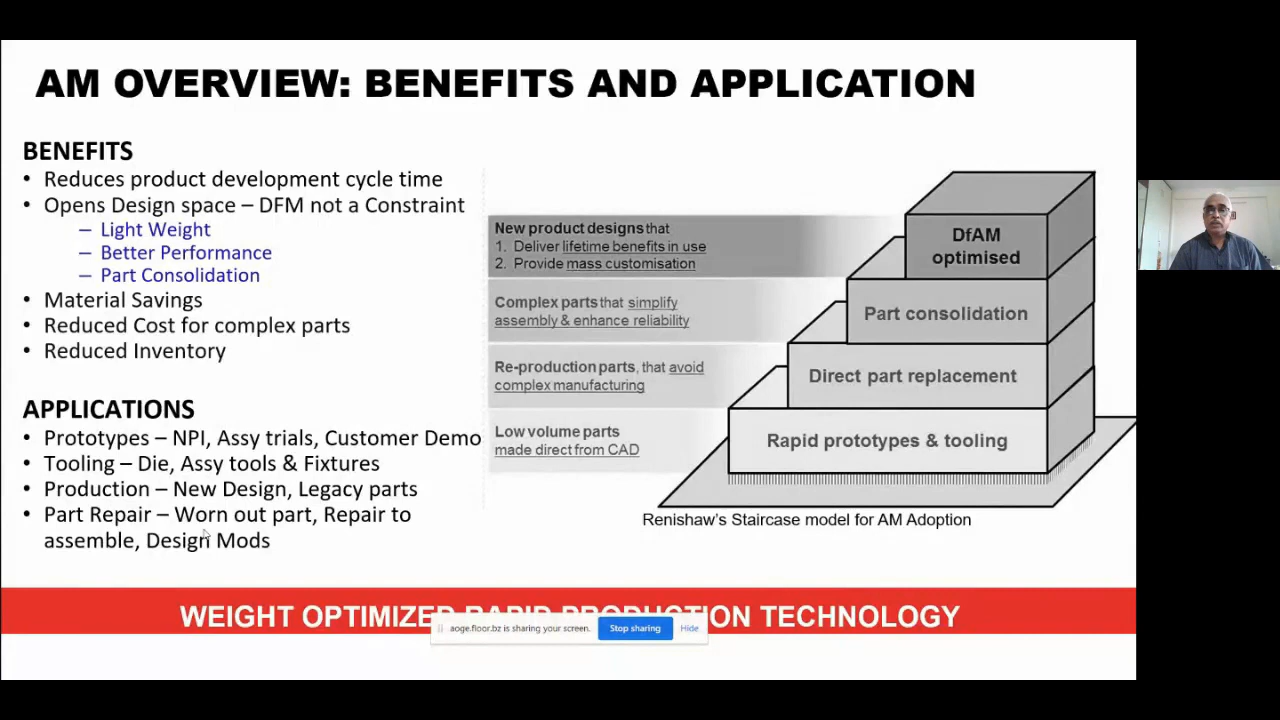 AM OVERVIEW: BENEFITS AND APPLICATION
BENEFITS
• Reduces product development cycle time
• Opens Design space – DFM not a Constraint
– Light Weight
– Better Performance
– Part Consolidation
• Material Savings
• Reduced Cost for complex parts
• Reduced Inventory
APPLICATIONS
• Prototypes – NPI, Assy trials, Customer Demo
• Tooling – Die, Assy tools & Fixtures
• Production – New Design, Legacy parts
• Part Repair – Worn out part, Repair to
assemble, Design Mods
New product designs that
1. Deliver lifetime benefits in use
2. Provide mass customisation
Complex parts that simplify
assembly & enhance reliability
Re-production parts, that avoid
complex manufacturing
Low volume parts
made direct from CAD
DfAM
optimised
Part consolidation
Direct part replacement
Rapid prototypes & tooling
Renishaw's Staircase model for AM Adoption
WEIGHT OPTIMIZED RAPID PRODUCTION TECHNOLOGY
aoge.floor.bz is sharing your screen. Stop sharing Hide